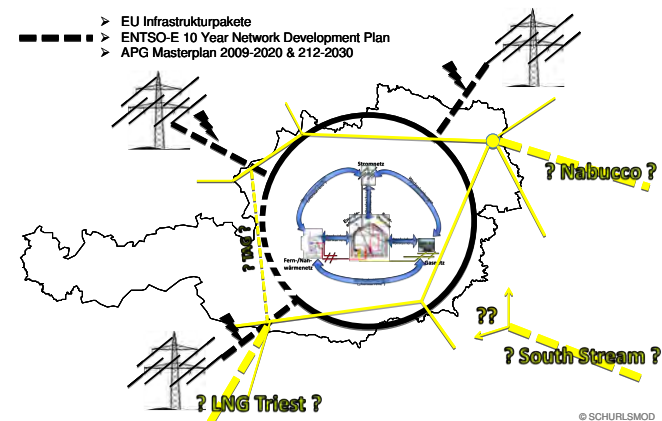 EU Infrastrukturpakete
ENTSO-E 10 Year Network Development Plan
APG Masterplan 2009-2020 & 212-2030
Stromnetz
? Nabucco ?
? TAG ?
Fern-/Nah-
wärmenetz
Gasnetz
??
? South Stream ?
? LNG Triest ?
© SCHURLSMOD